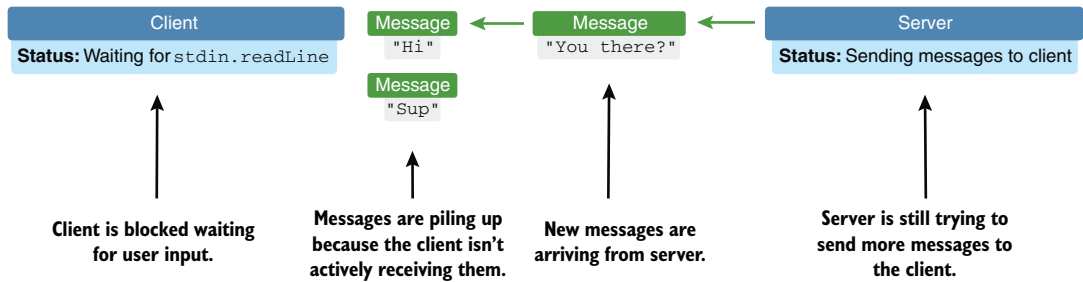 Client
Status: Waiting for stdin.readLine
Message
"Hi"
Message
"Sup"
Message
"You there?"
Server
Status: Sending messages to client
Client is blocked waiting
for user input.
Messages are piling up
because the client isn't
actively receiving them.
New messages are
arriving from server.
Server is still trying to
send more messages to
the client.